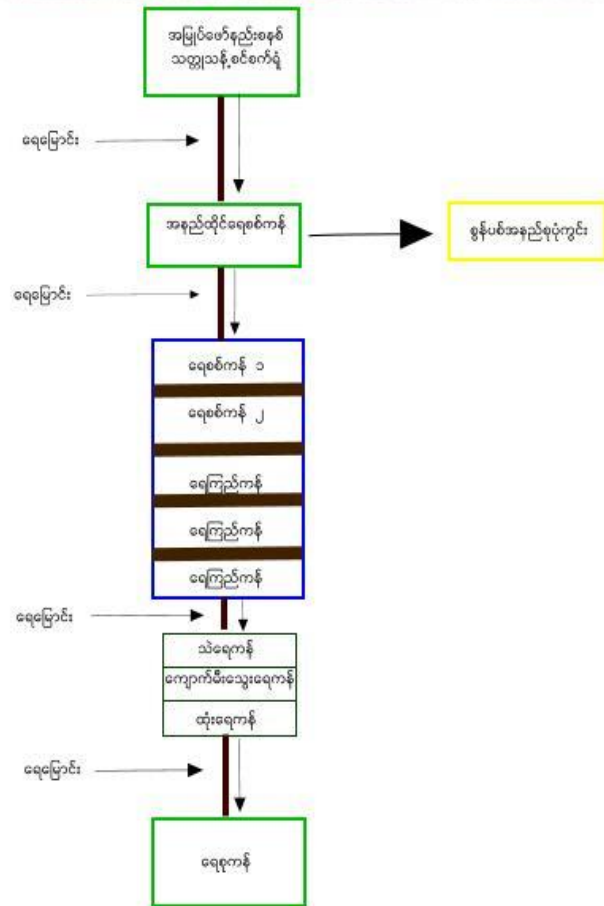 အမြုပ်ဖော်နည်းစနစ်
သတ္တုသန့်စင်စက်ရုံ
ရေမြောင်း
အနည်ထိုင်ရေစစ်ကန်
စွန့်ပစ်အနည်စုပုံကွင်း
ရေမြောင်း
ရေစစ်ကန် ၁
ရေစစ်ကန် ၂
ရေကြည်ကန်
ရေကြည်ကန်
ရေကြည်ကန်
ရေမြောင်း
သဲရေကန်
ကျောက်မီးသွေးရေကန်
ထုံးရေကန်
ရေမြောင်း
ရေစုကန်